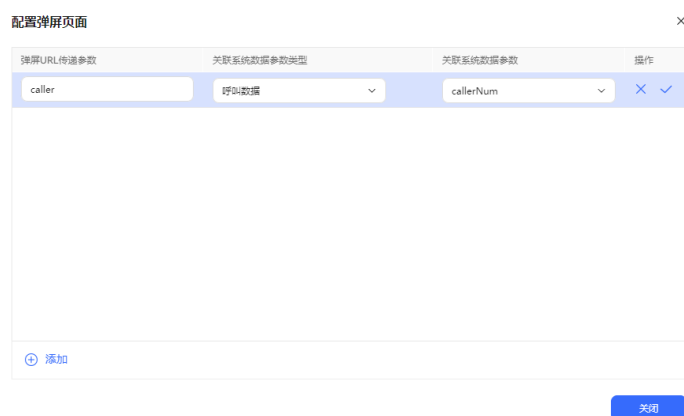 配置弹屏页面
弹屏URL传递参数 关联系统数据参数类型 关联系统数据参数 操作
caller 呼叫数据 callerNum
添加
关闭